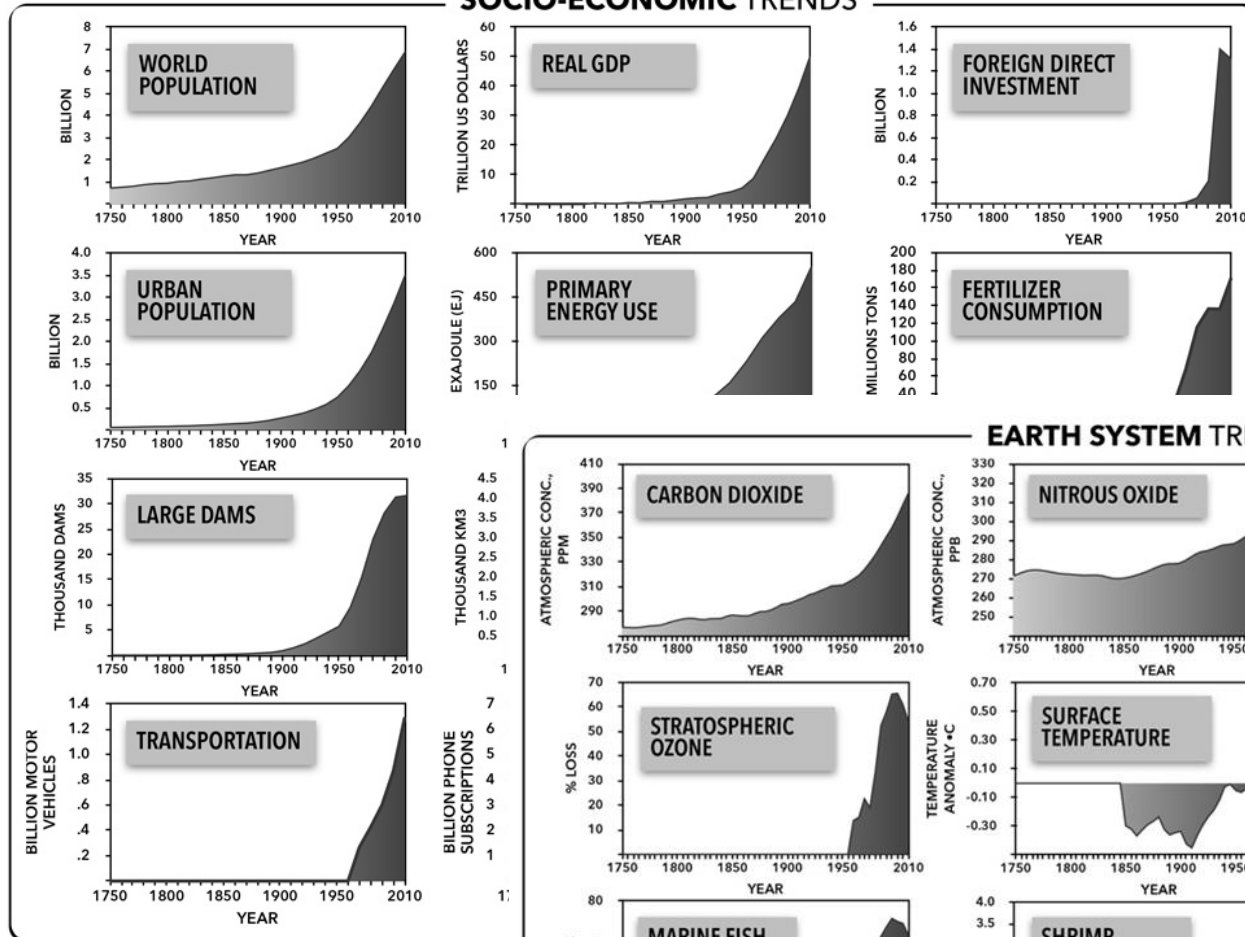 SOCIO-ECONOMIC TRENDS
WORLD
POPULATION
BILLION
8
7
6
5
4
3
2
1
1750 1800 1850 1900 1950 2010
YEAR
REAL GDP
TRILLION US DOLLARS
60
50
40
30
20
10
1750 1800 1850 1900 1950 2010
YEAR
FOREIGN DIRECT
INVESTMENT
BILLION
1.6
1.4
1.2
1.0
0.8
0.6
0.4
0.2
1750 1800 1850 1900 1950 2010
URBAN
POPULATION
BILLION
4.0
3.5
3.0
2.5
2.0
1.5
1.0
0.5
1750 1800 1850 1900 1950 2010
YEAR
PRIMARY
ENERGY USE
EXAJOULE (EJ)
600
450
300
150
FERTILIZER
CONSUMPTION
MILLIONS TONS
200
180
160
140
120
100
80
60
40
LARGE DAMS
THOUSAND DAMS
35
30
25
20
15
10
5
1750 1800 1850 1900 1950 2010
YEAR
1
THOUSAND KM3
4.5
4.0
3.5
3.0
2.5
2.0
1.5
1.0
0.5
1
TRANSPORTATION
BILLION MOTOR
VEHICLES
1.4
1.2
1.0
.8
.6
.4
.2
1750 1800 1850 1900 1950 2010
YEAR
BILLION PHONE
SUBSCRIPTIONS
7
6
5
4
3
2
1
EARTH SYSTEM TR
CARBON DIOXIDE
ATMOSPHERIC CONC.,
PPM
410
390
370
350
330
310
290
1750 1800 1850 1900 1950 2010
YEAR
NITROUS OXIDE
ATMOSPHERIC CONC.,
PPB
330
320
310
300
290
280
270
260
250
1750 1800 1850 1900 1950
YEAR
STRATOSPHERIC
OZONE
% LOSS
70
60
50
40
30
20
10
1750 1800 1850 1900 1950 2010
YEAR
SURFACE
TEMPERATURE
TEMPERATURE
ANOMALY •C
0.70
0.50
0.30
0.10
-0.10
-0.30
1750 1800 1850 1900 1950
YEAR
80
MARINE FISH
4.0
3.5
SHRIMP